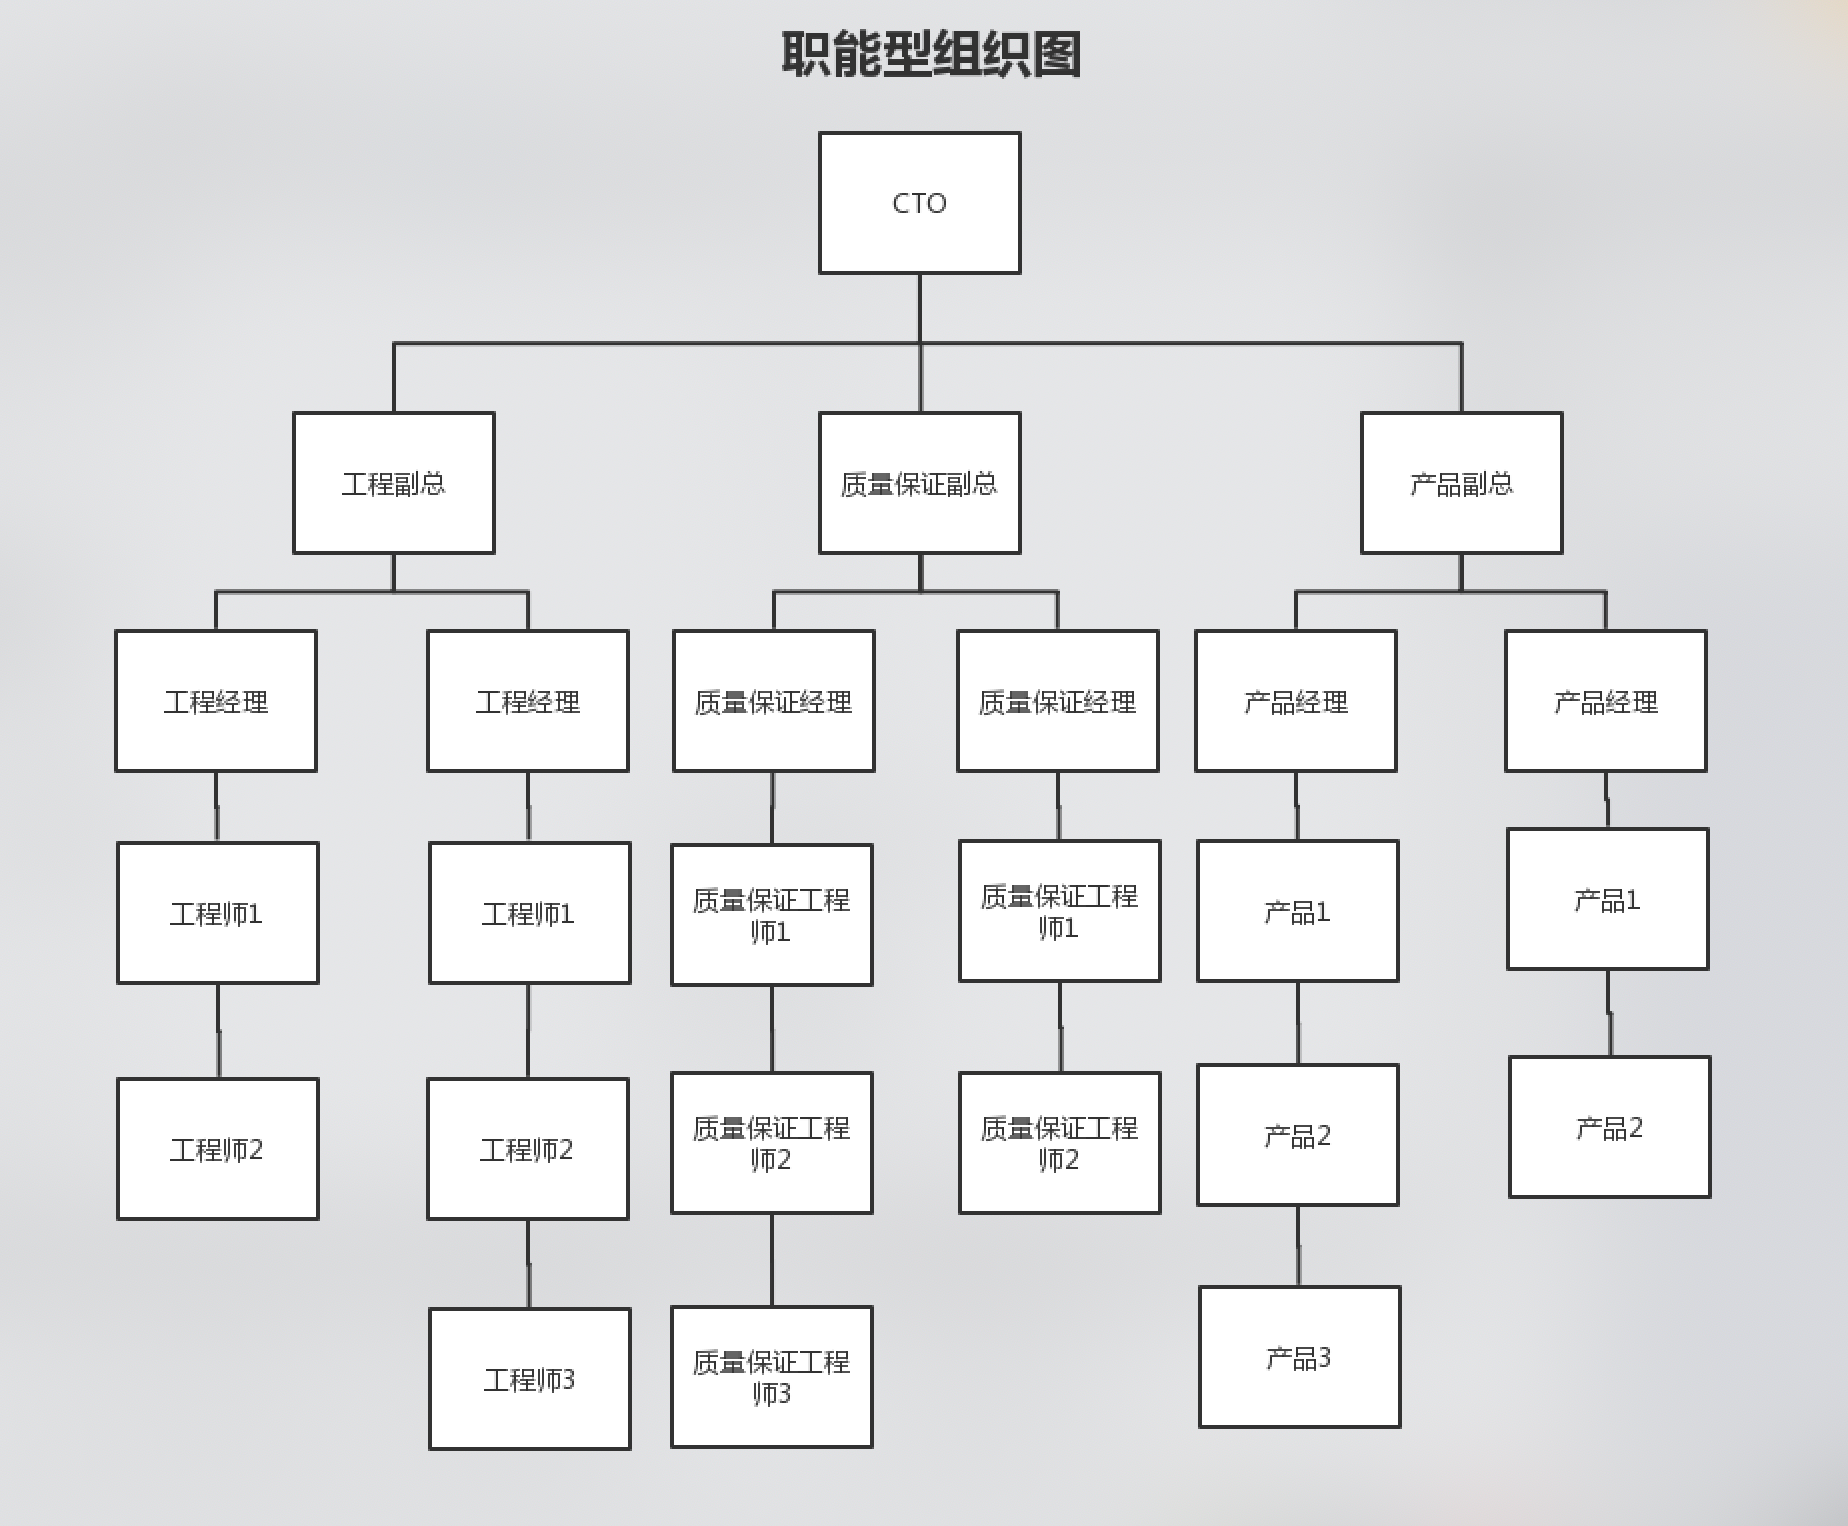 职能型组织图
CTO
工程副总
质量保证副总
产品副总
工程经理
工程经理
质量保证经理
质量保证经理
产品经理
产品经理
工程师1
工程师1
质量保证工程
师1
质量保证工程
师1
产品1
产品1
工程师2
工程师2
质量保证工程
师2
质量保证工程
师2
产品2
产品2
工程师3
质量保证工程
师3
产品3